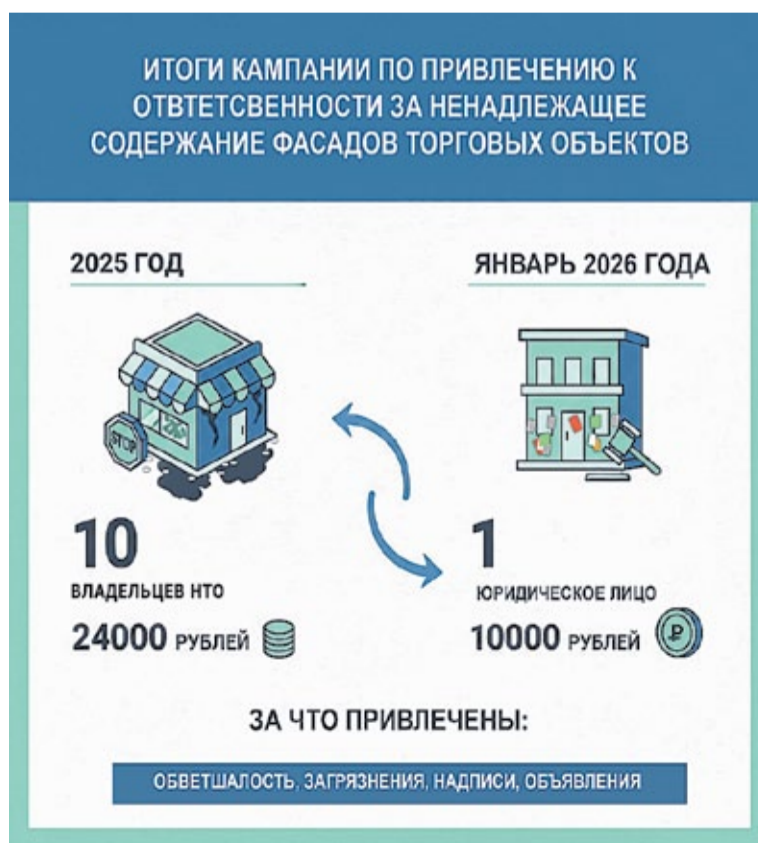 ИТОГИ КАМПАНИИ ПО ПРИВЛЕЧЕНИЮ К
ОТВТЕТСВЕННОСТИ ЗА НЕНАДЛЕЖАЩЕЕ
СОДЕРЖАНИЕ ФАСАДОВ ТОРГОВЫХ ОБЪЕКТОВ
2025 ГОД
STOP
10
ВЛАДЕЛЬЦЕВ НТО
24000 РУБЛЕЙ
ЯНВАРЬ 2026 ГОДА
1
ЮРИДИЧЕСКОЕ ЛИЦО
10000 РУБЛЕЙ
₽
ЗА ЧТО ПРИВЛЕЧЕНЫ:
ОБВЕТШАЛОСТЬ, ЗАГРЯЗНЕНИЯ, НАДПИСИ, ОБЪЯВЛЕНИЯ